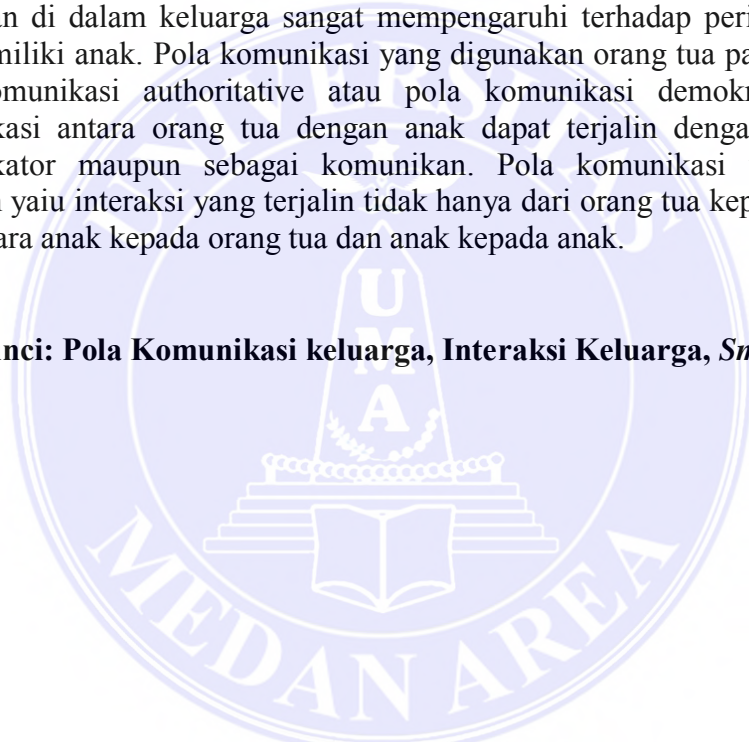 an di dalam keluarga sangat mempengaruhi terhadap peri
miliki anak. Pola komunikasi yang digunakan orang tua pa
omunikasi authoritative atau pola komunikasi demokr
kasi antara orang tua dengan anak dapat terjalin denga
kator maupun sebagai komunikan. Pola komunikasi
n yaiu interaksi yang terjalin tidak hanya dari orang tua kep
ara anak kepada orang tua dan anak kepada anak.
nci: Pola Komunikasi keluarga, Interaksi Keluarga, Sm
UNIVERSITAS
UMA
MEDAN AREA